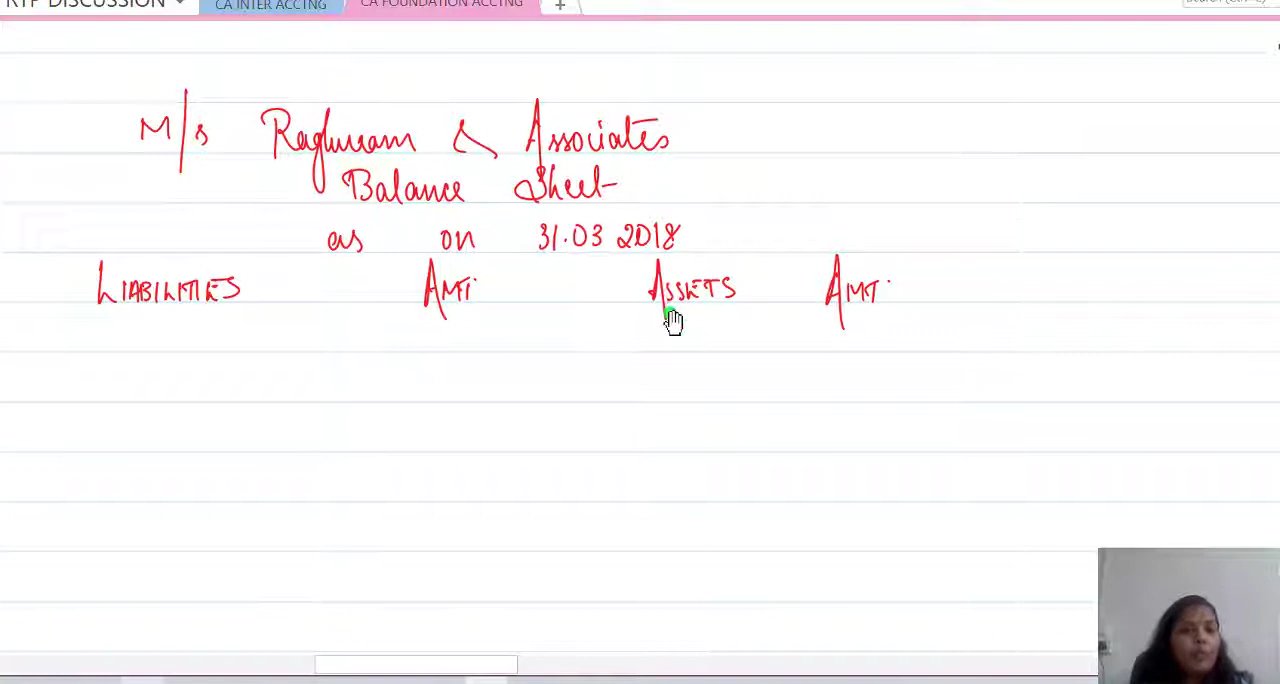 RTP DISCUSSION CA INTER ACCTNG CA FOUNDATION ACCTNG +
M/s Raghuram & Associates
Balance Sheet
as on 31.03 2018
LIABILITIES AMT. ASSETS AMT.